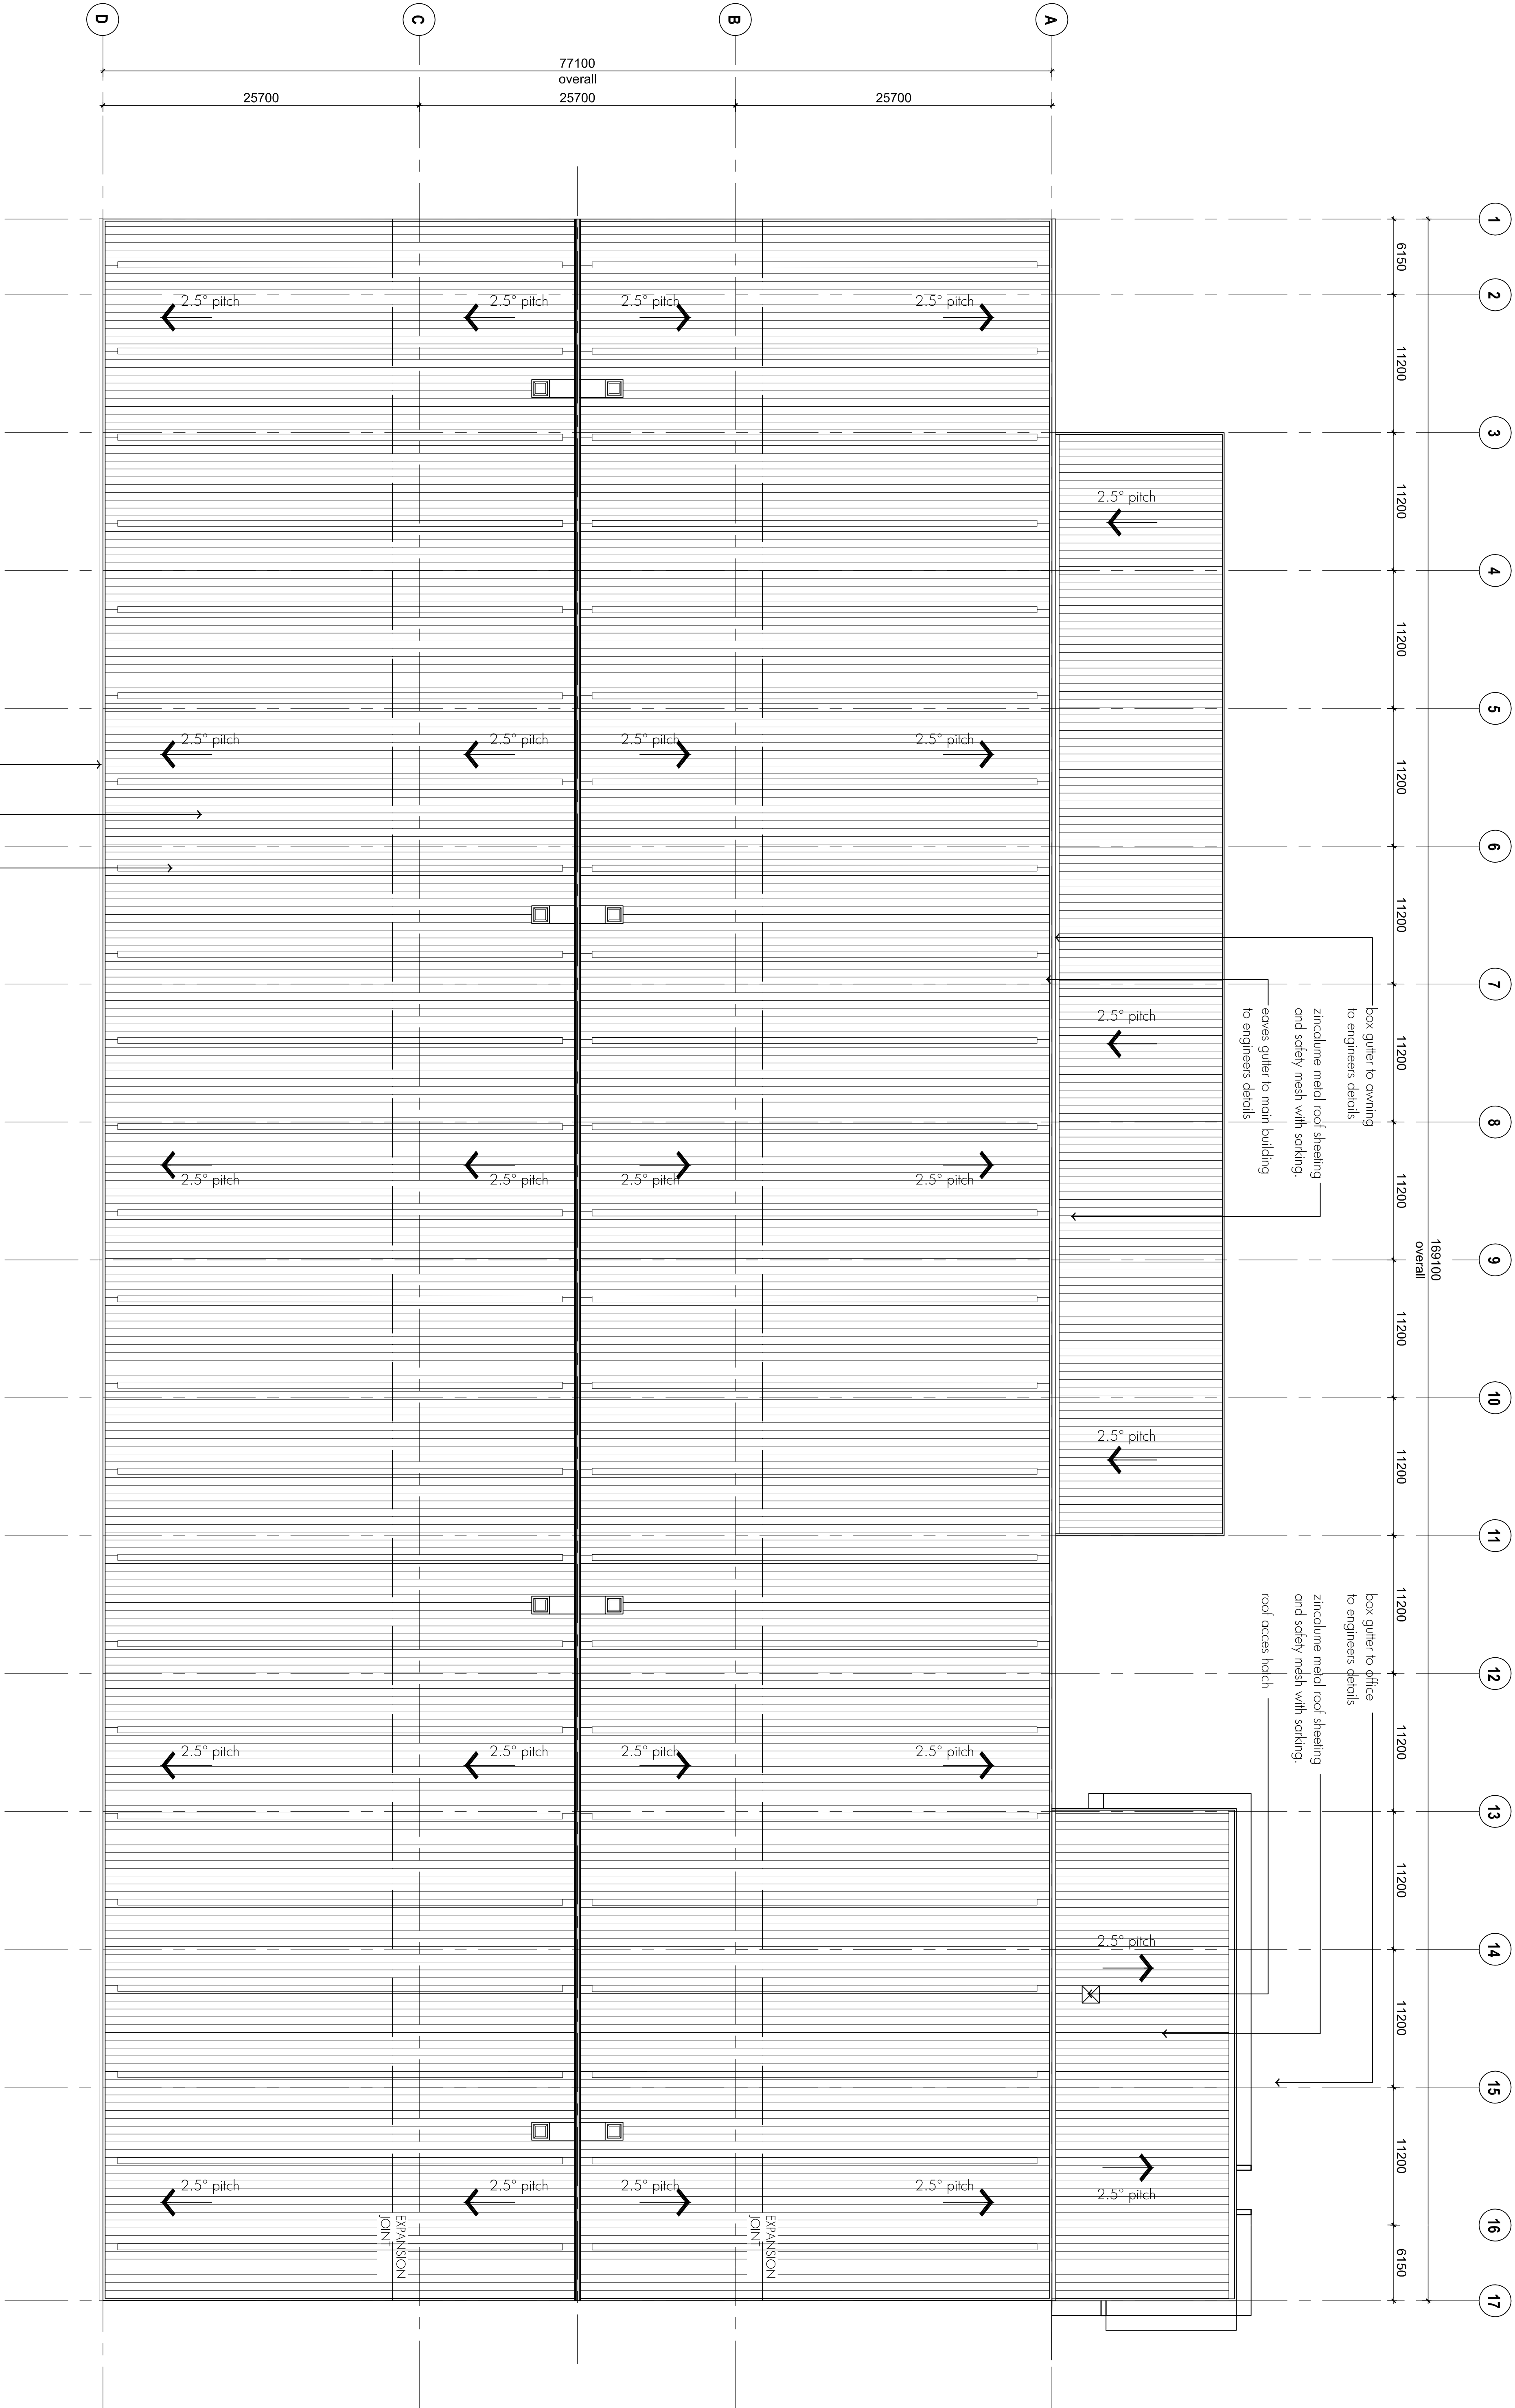 D
C
B
A
77100
overall
25700
25700
25700
1
6150
2
2.5° pitch
2.5° pitch
2.5° pitch
2.5° pitch
11200
3
2.5° pitch
11200
4
11200
5
2.5° pitch
2.5° pitch
2.5° pitch
2.5° pitch
11200
6
11200
7
2.5° pitch
box gutter to awning
to engineers details
zincalume metal roof sheeting
and safety mesh with sarking.
eaves gutter to main building
to engineers details
11200
8
2.5° pitch
2.5° pitch
2.5° pitch
2.5° pitch
11200
9
169100
overall
11200
10
2.5° pitch
11200
11
box gutter to office
to engineers details
zincalume metal roof sheeting
and safety mesh with sarking.
roof acces hatch
11200
12
2.5° pitch
2.5° pitch
2.5° pitch
2.5° pitch
11200
13
11200
14
2.5° pitch
11200
15
11200
2.5° pitch
2.5° pitch
2.5° pitch
2.5° pitch
2.5° pitch
16
EXPANSION
JOINT
EXPANSION
JOINT
6150
17